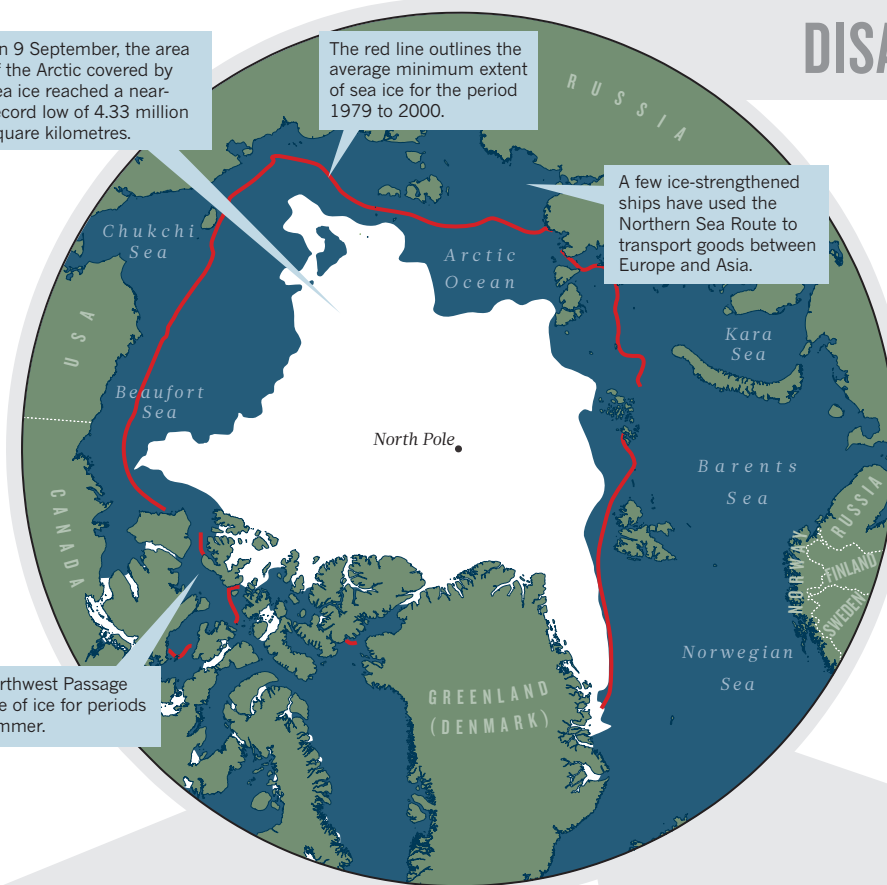 DISA
n 9 September, the area
f the Arctic covered by
ea ice reached a near-
ecord low of 4.33 million
quare kilometres.
The red line outlines the
average minimum extent
of sea ice for the period
1979 to 2000.
RUSSIA
A few ice-strengthened
ships have used the
Northern Sea Route to
transport goods between
Europe and Asia.
Chukchi
Sea
Arctic
Ocean
USA
Kara
Sea
Beaufort
Sea
North Pole
Barents
Sea
CANADA
RUSSIA
NORWAY
FINLAND
SWEDEN
Norwegian
Sea
rthwest Passage
e of ice for periods
mmer.
GREENLAND
(DENMARK)